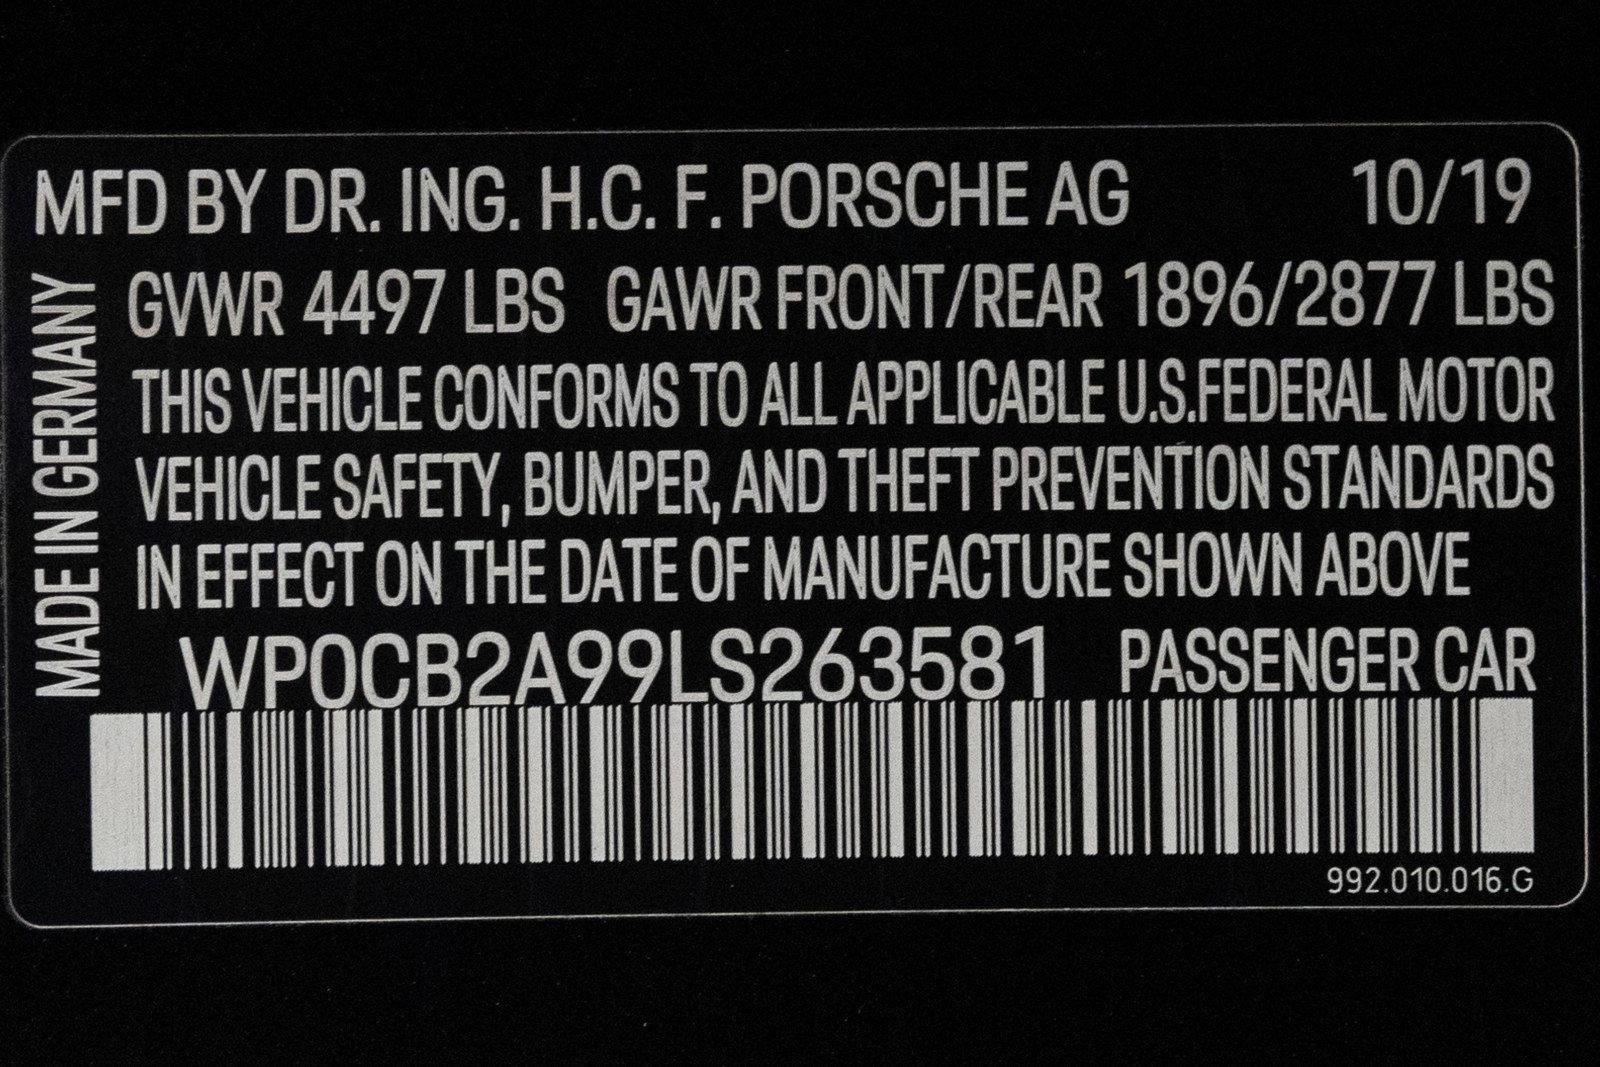 MFD BY DR. ING. H.C. F. PORSCHE AG 10/19
MADE IN GERMANY
GVWR 4497 LBS GAWR FRONT/REAR 1896/2877 LBS
THIS VEHICLE CONFORMS TO ALL APPLICABLE U.S.FEDERAL MOTOR
VEHICLE SAFETY, BUMPER, AND THEFT PREVENTION STANDARDS
IN EFFECT ON THE DATE OF MANUFACTURE SHOWN ABOVE
WP0CB2A99LS263581 PASSENGER CAR
992.010.016.G